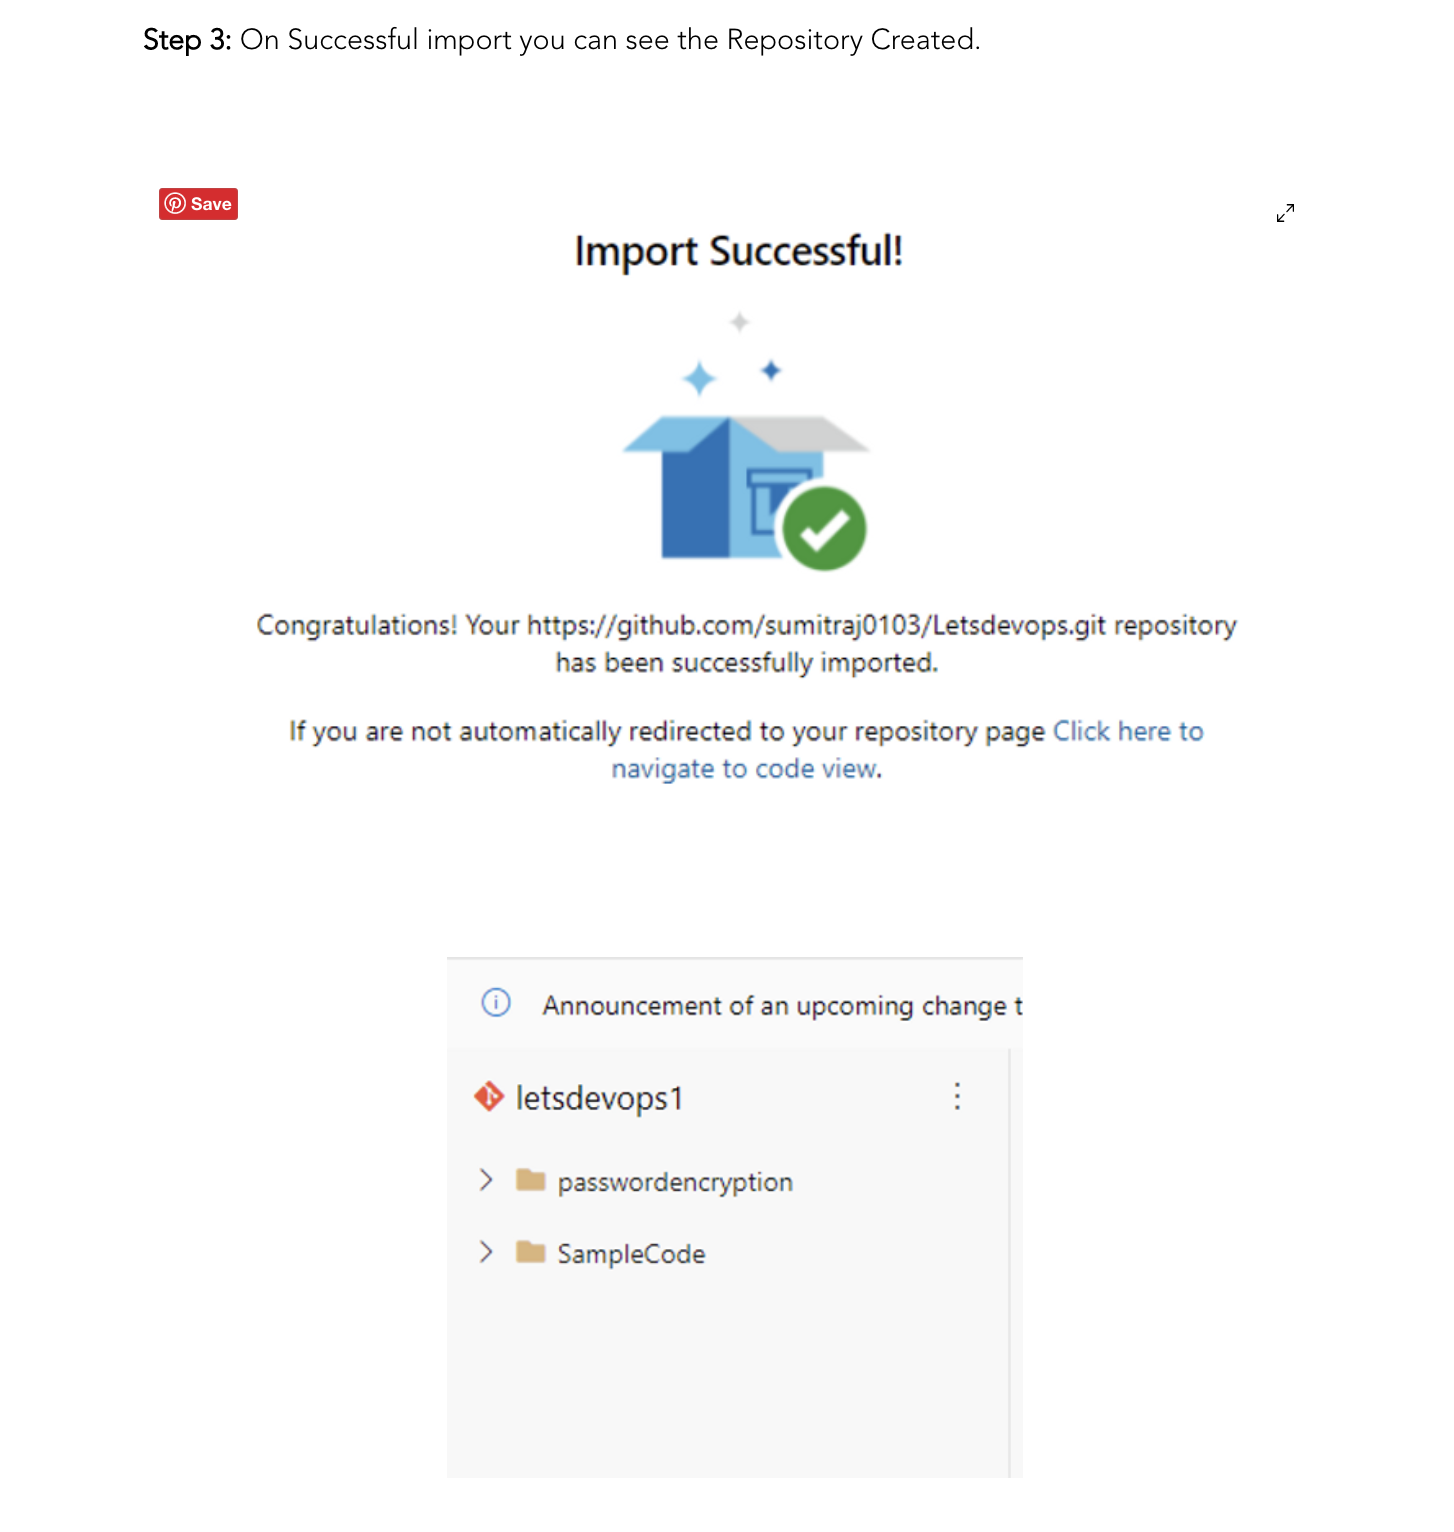 Step 3: On Successful import you can see the Repository Created.
Save
Import Successful!
Congratulations! Your https://github.com/sumitraj0103/Letsdevops.git repository
has been successfully imported.
If you are not automatically redirected to your repository page Click here to
navigate to code view.
Announcement of an upcoming change t
letsdevops1
passwordencryption
SampleCode